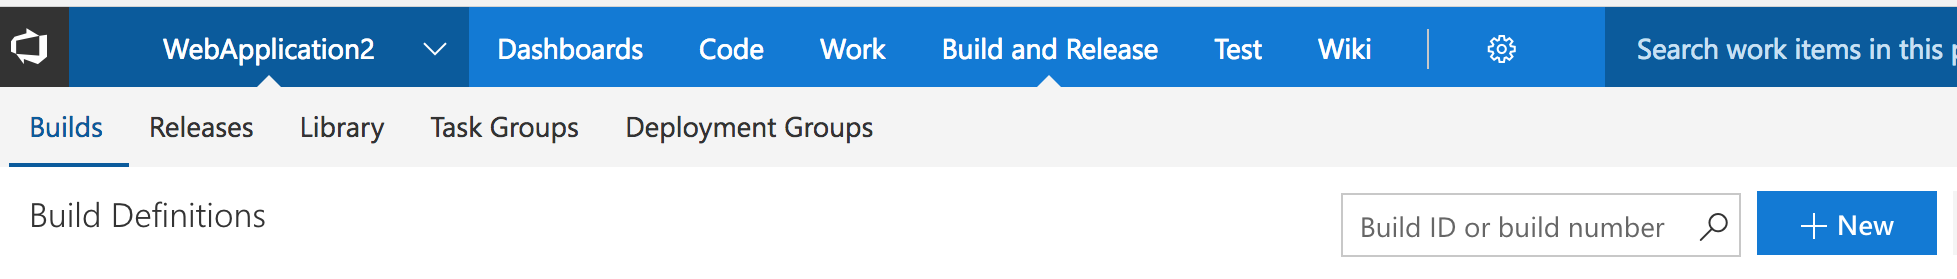 WebApplication2 Dashboards Code Work Build and Release Test Wiki Search work items in this
Builds Releases Library Task Groups Deployment Groups
Build Definitions Build ID or build number New